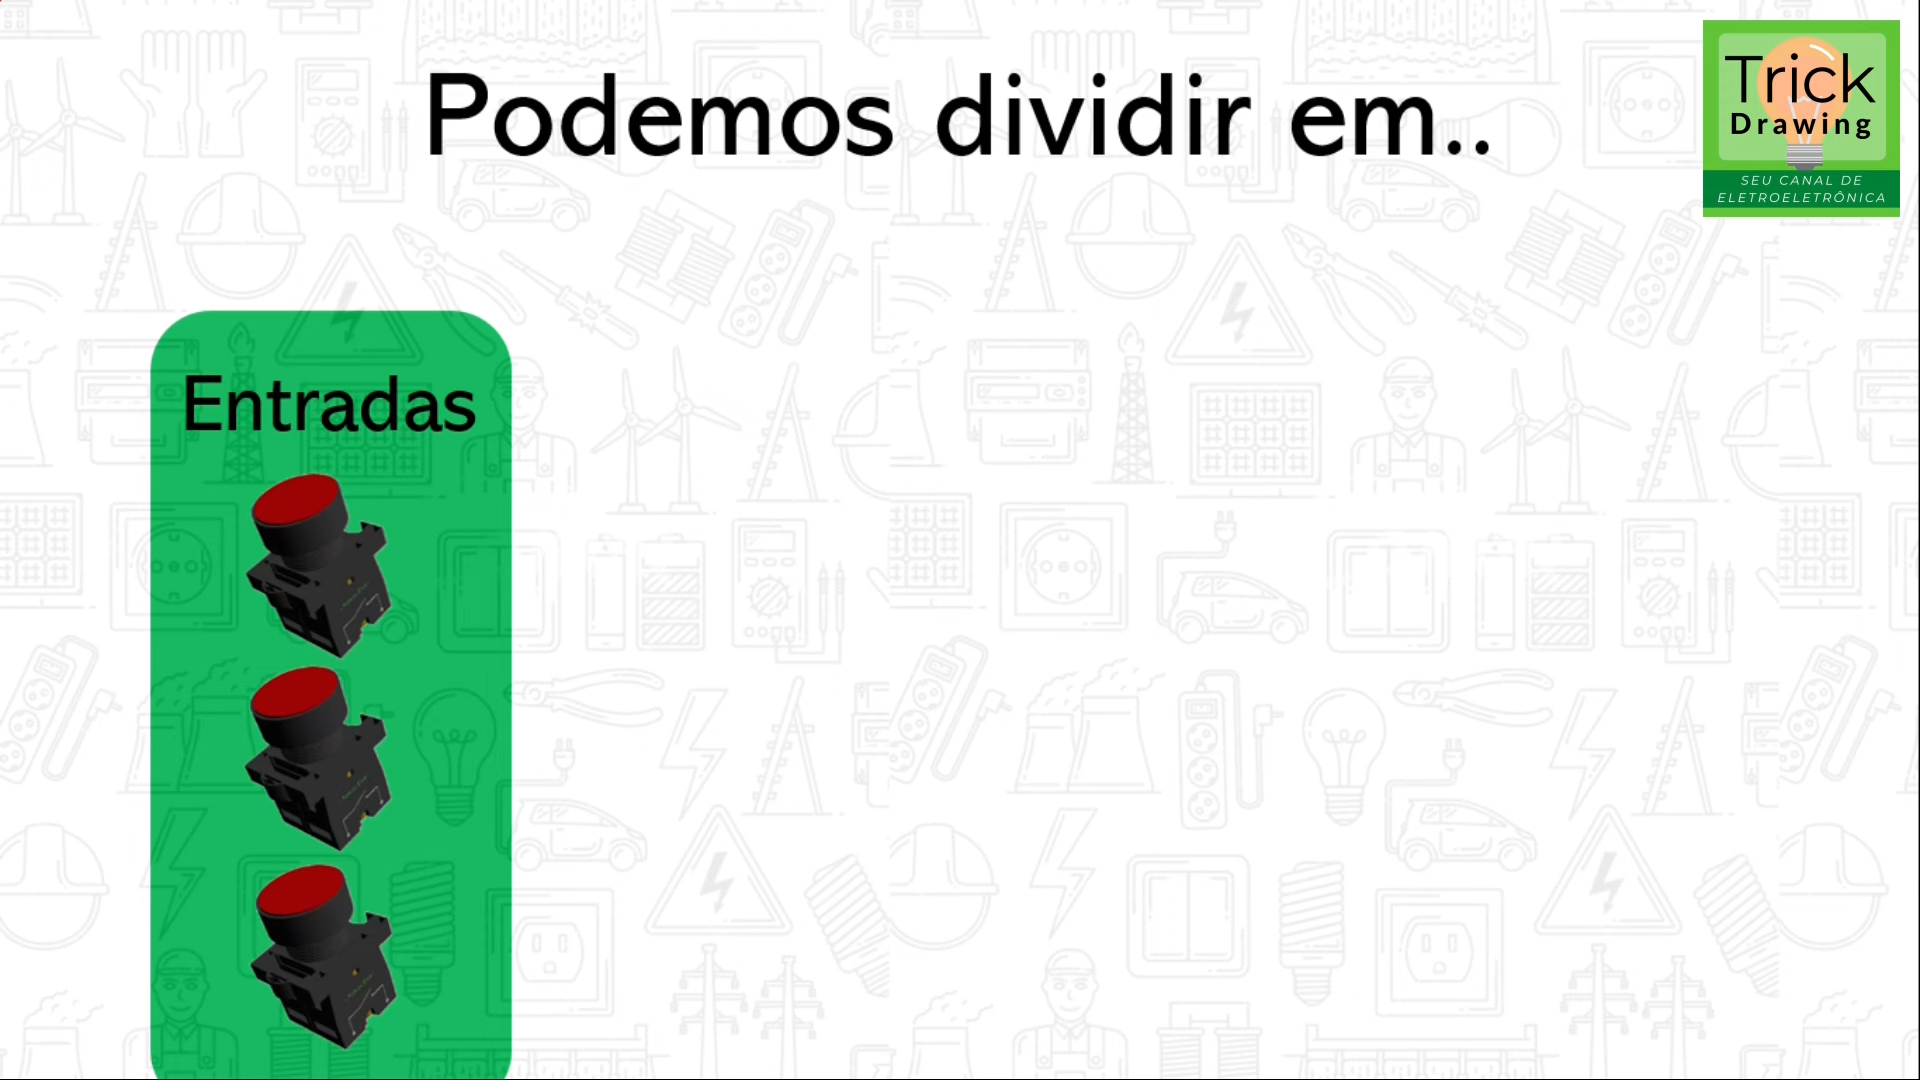 Podemos dividir em..
Trick
Drawing
SEU CANAL DE
ELETROELETRÔNICA
Entradas